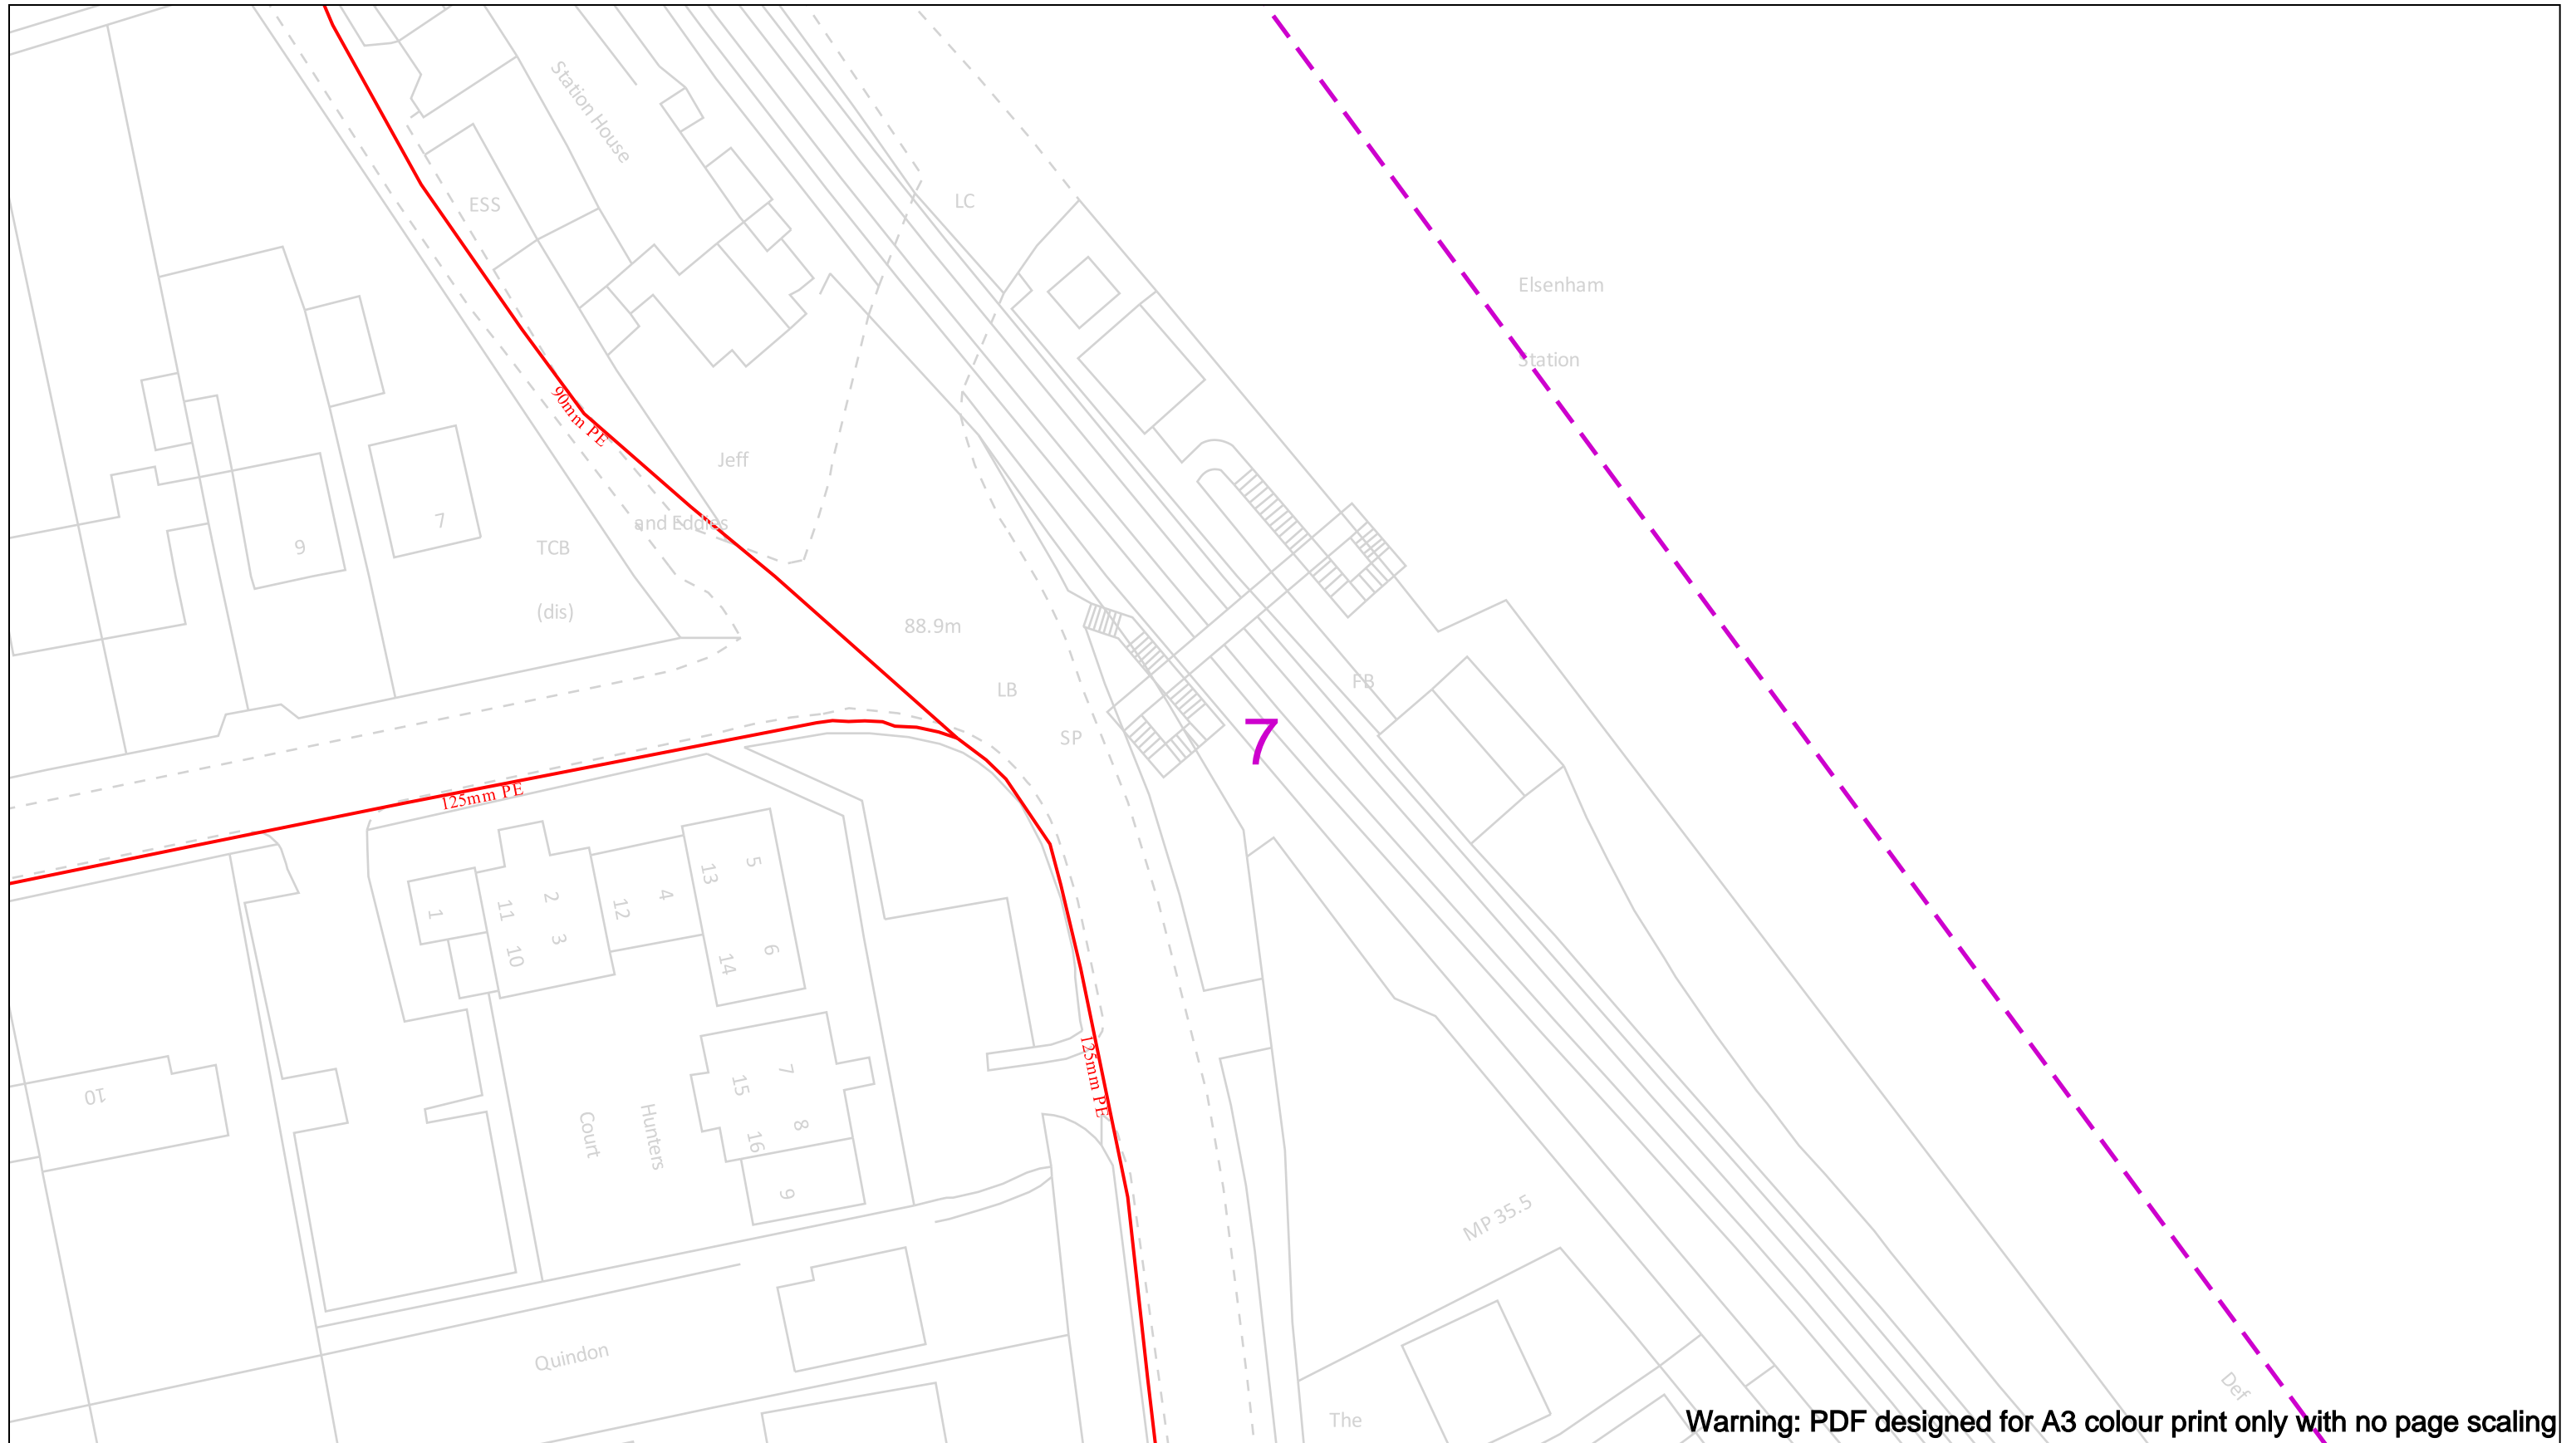 Station House
ESS
LC
Elsenham
Station
90mm PE
Jeff
and Eddies
7
9
TCB
(dis)
88.9m
LB
FB
SP
7
125mm PE
1
11
2
10
3
12
4
13
5
14
6
125mm PE
10
Court
Hunters
15
7
16
8
9
MP 35.5
Quindon
The
Def
Warning: PDF designed for A3 colour print only with no page scaling